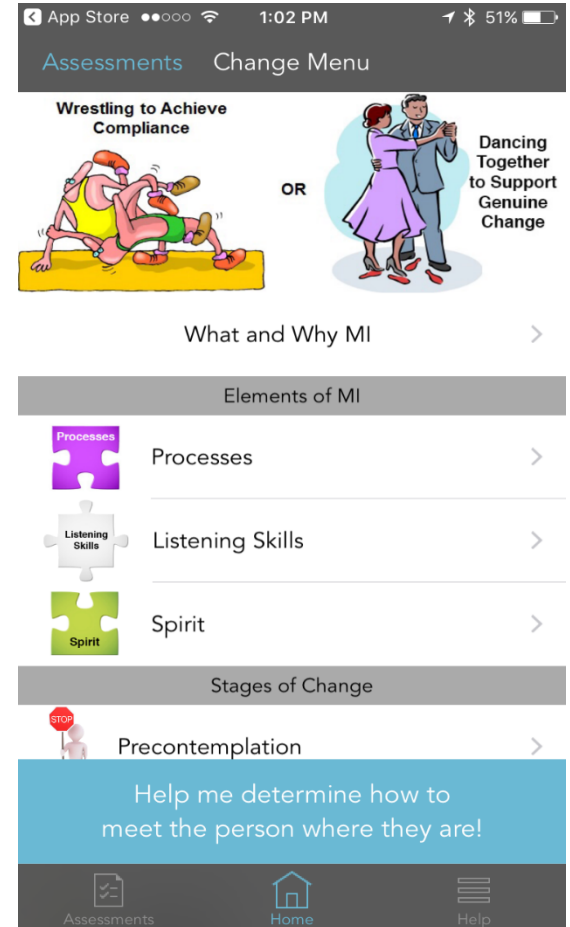 App Store 1:02 PM 51%
Assessments Change Menu
Wrestling to Achieve
Compliance
OR
Dancing
Together
to Support
Genuine
Change
What and Why MI
Elements of MI
Processes
Processes
Listening
Skills
Listening Skills
Spirit
Spirit
Stages of Change
STOP
Precontemplation
Help me determine how to
meet the person where they are!
Assessments Home Help